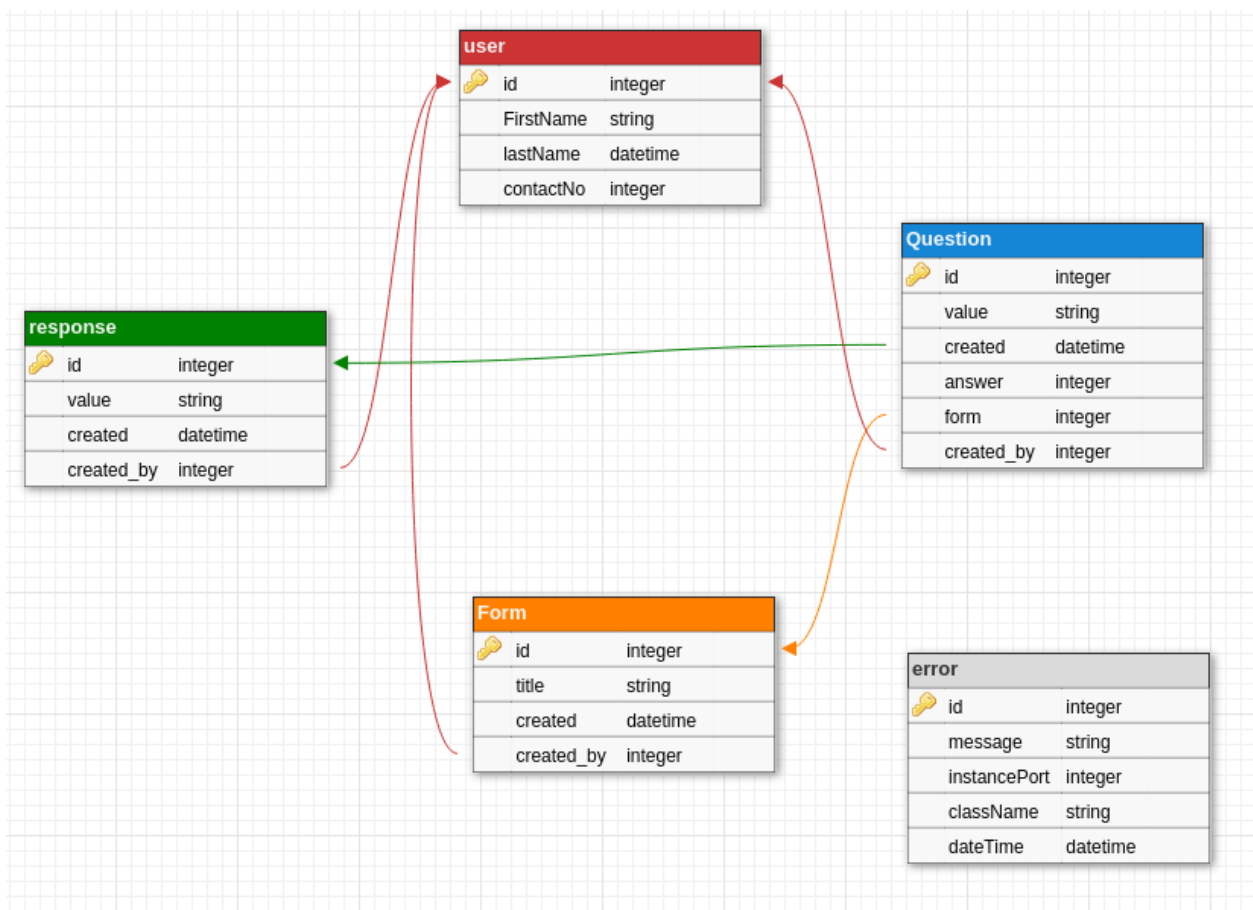 user
id integer
FirstName string
lastName datetime
contactNo integer
Question
id integer
value string
created datetime
answer integer
form integer
created_by integer
response
id integer
value string
created datetime
created_by integer
Form
id integer
title string
created datetime
created_by integer
error
id integer
message string
instancePort integer
className string
dateTime datetime